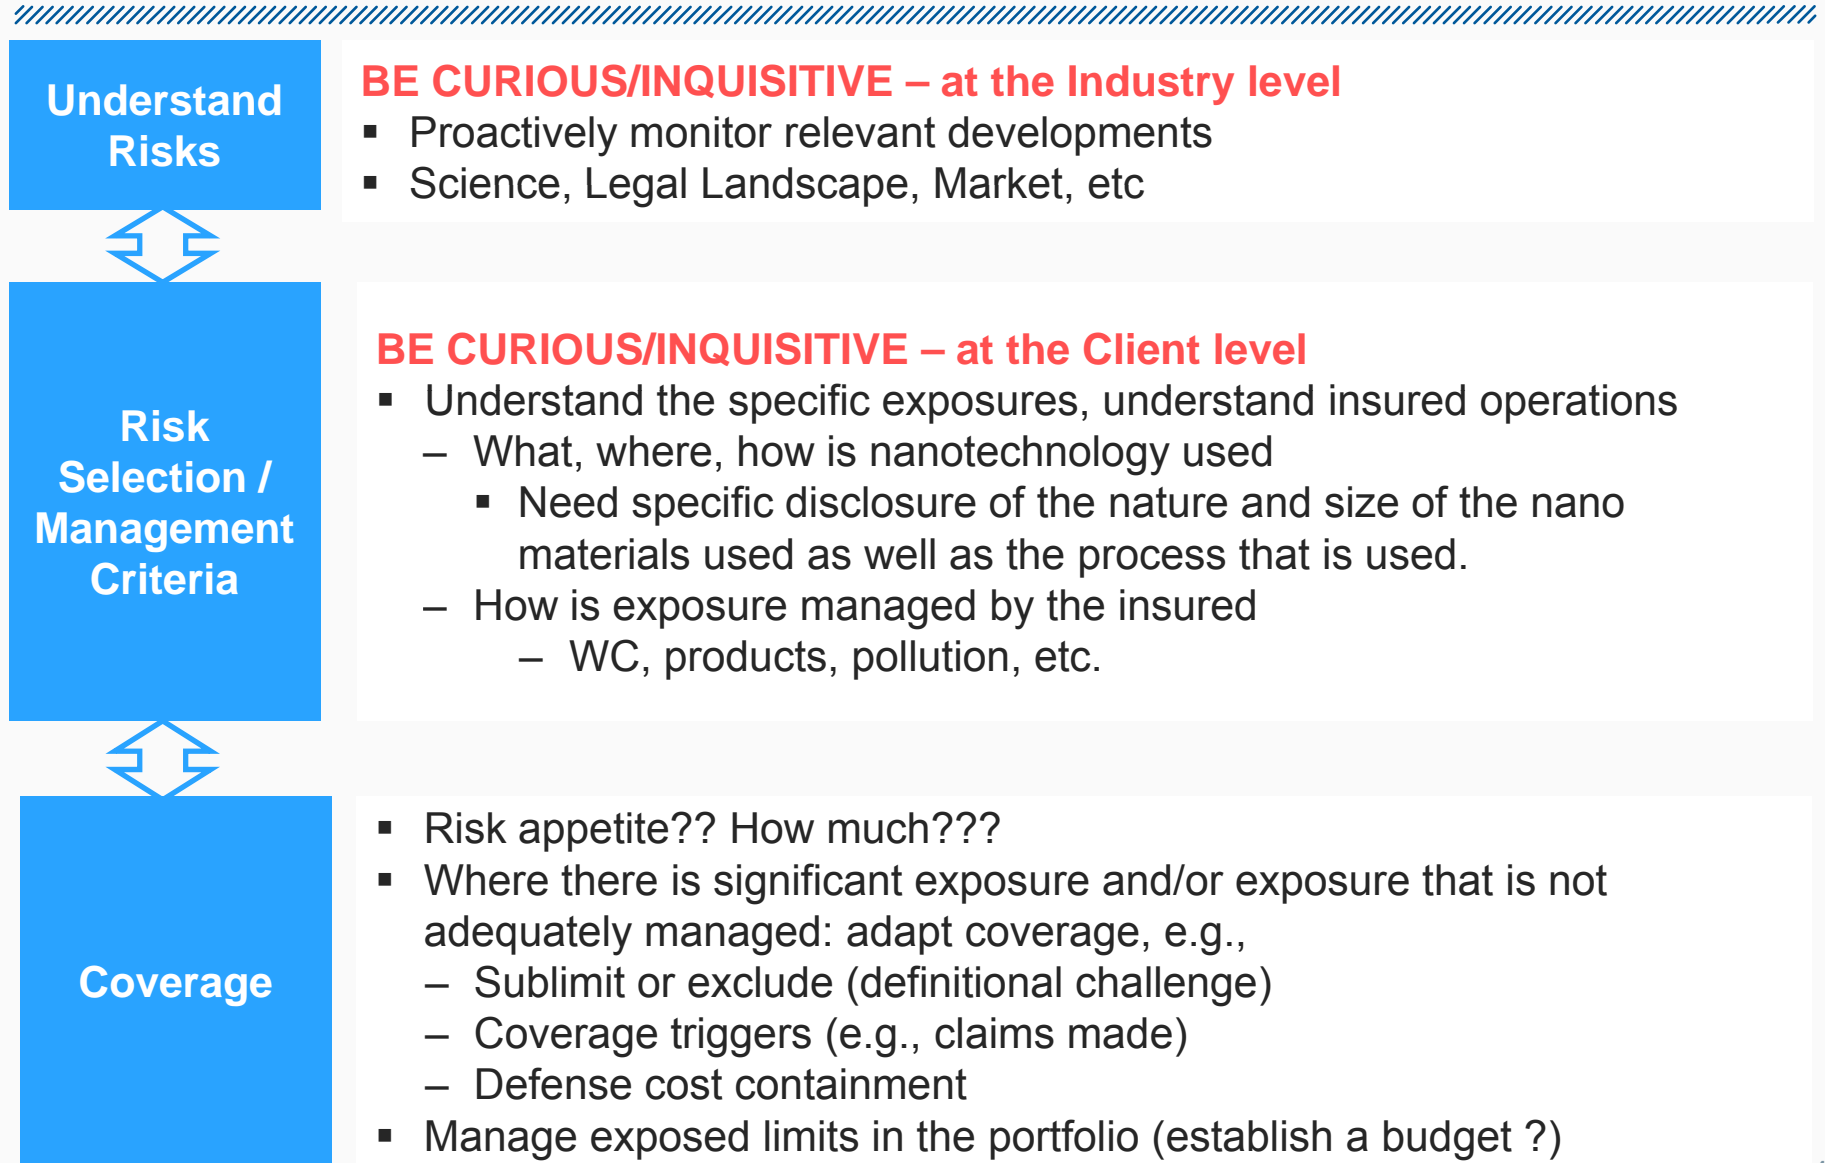 Understand
Risks
BE CURIOUS/INQUISITIVE – at the Industry level
▪ Proactively monitor relevant developments
▪ Science, Legal Landscape, Market, etc
Risk
Selection /
Management
Criteria
BE CURIOUS/INQUISITIVE – at the Client level
▪ Understand the specific exposures, understand insured operations
– What, where, how is nanotechnology used
▪ Need specific disclosure of the nature and size of the nano
materials used as well as the process that is used.
– How is exposure managed by the insured
– WC, products, pollution, etc.
Coverage
▪ Risk appetite?? How much???
▪ Where there is significant exposure and/or exposure that is not
adequately managed: adapt coverage, e.g.,
– Sublimit or exclude (definitional challenge)
– Coverage triggers (e.g., claims made)
– Defense cost containment
▪ Manage exposed limits in the portfolio (establish a budget ?)